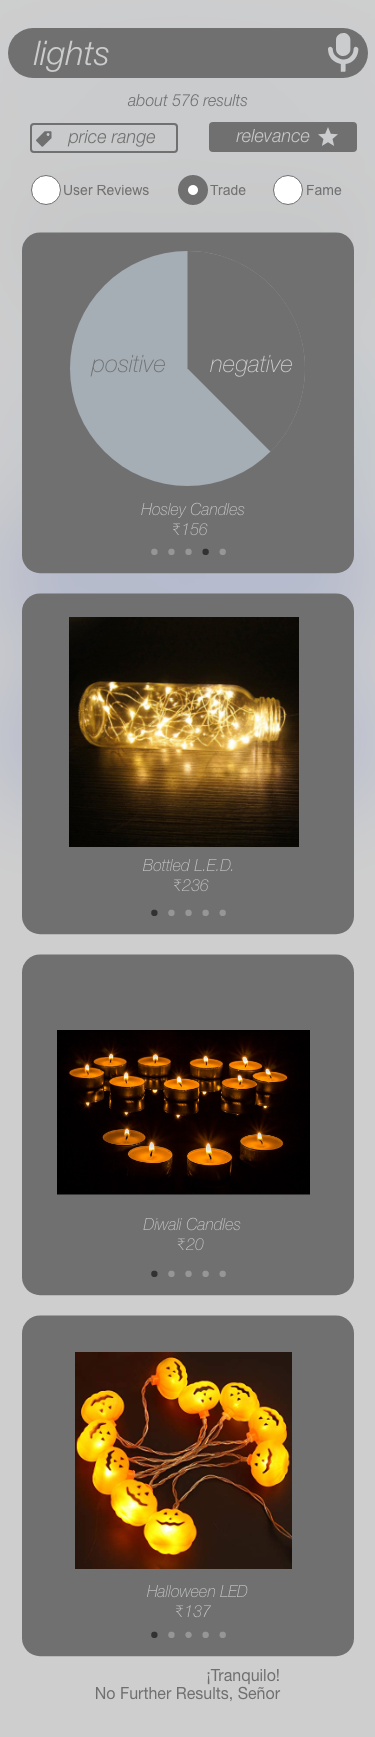 lights
about 576 results
price range
relevance
User Reviews
Trade
Fame
positive
negative
Hosley Candles
₹156
Bottled L.E.D.
₹236
Diwali Candles
₹20
Halloween LED
₹137
¡Tranquilo!
No Further Results, Señor